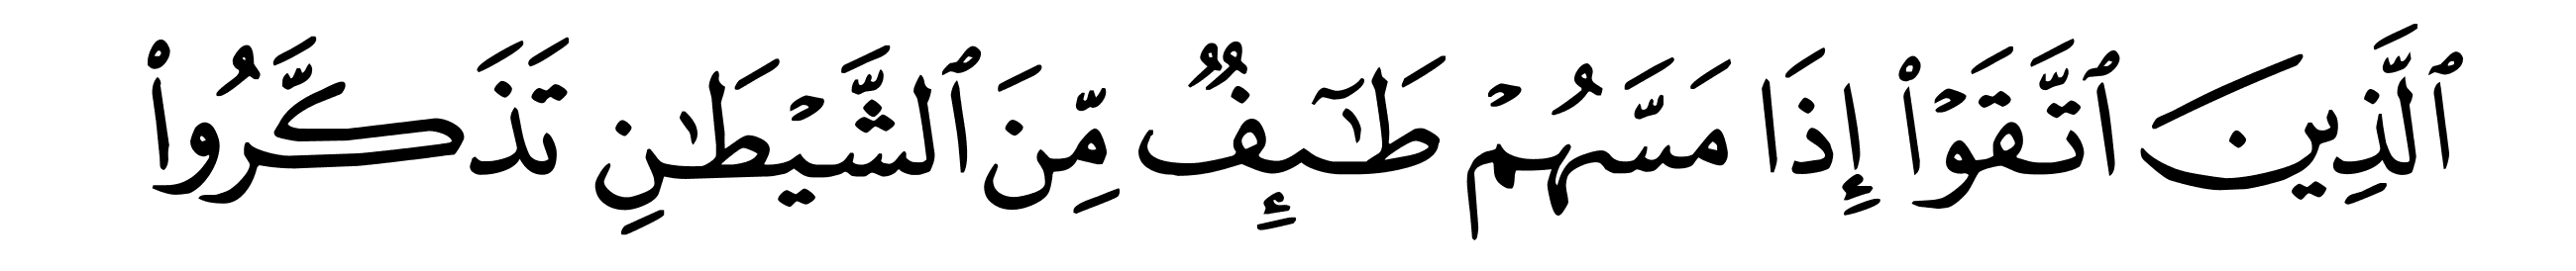 ٱلَّذِينَ ٱتَّقَوۡاْ إِذَا مَسَّهُمۡ طَٰٓئِفٞ مِّنَ ٱلشَّيۡطَٰنِ تَذَكَّرُواْ